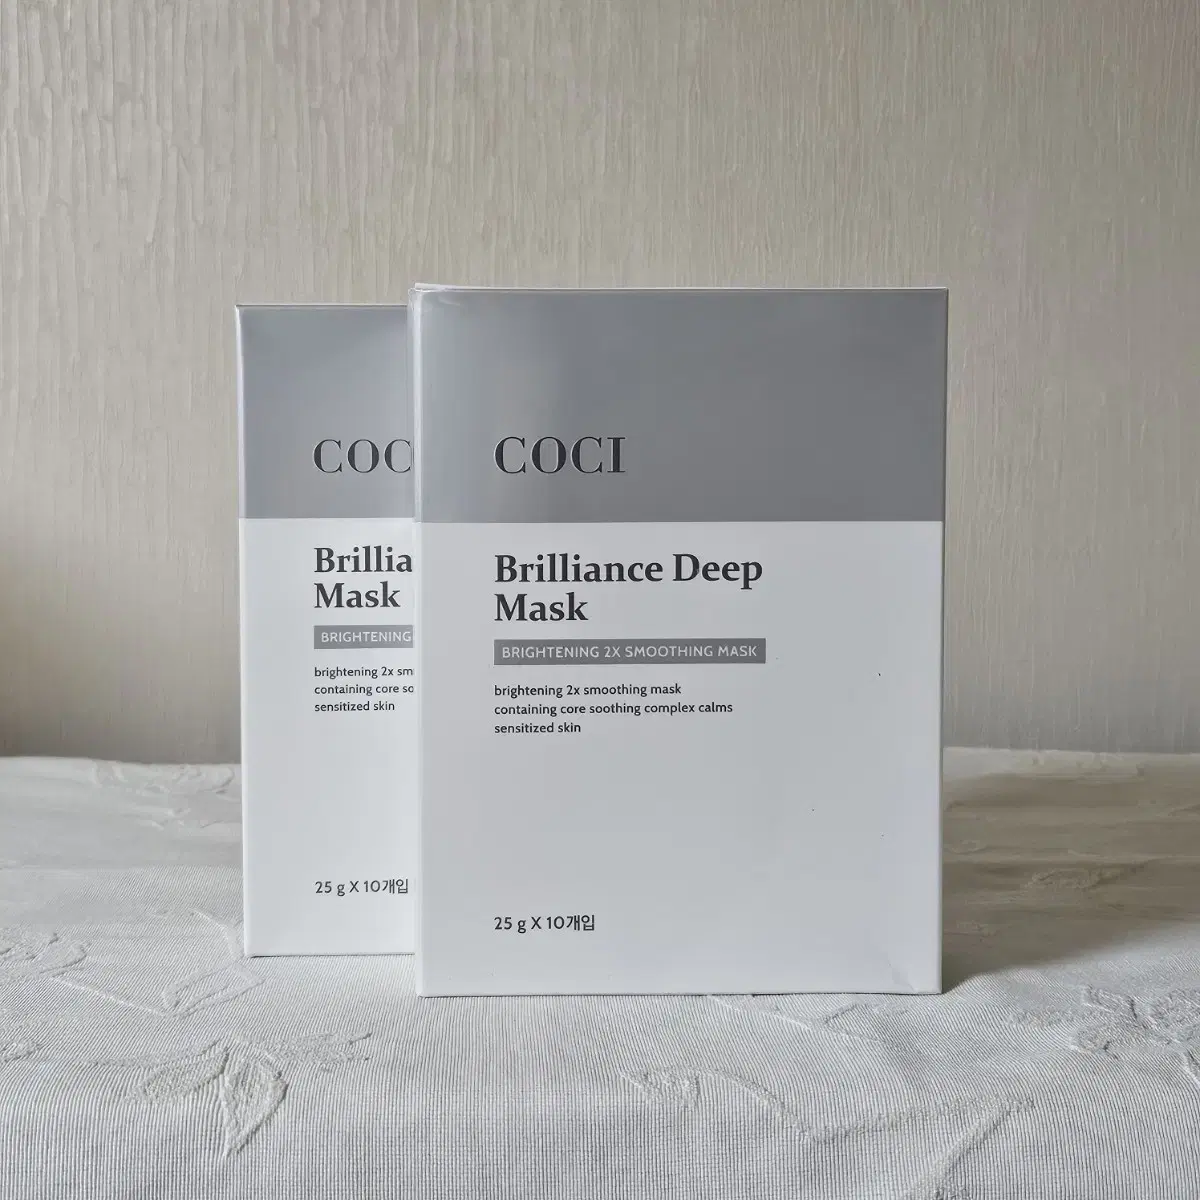 COCI
Brilliance Deep
Mask
BRIGHTENING 2X SMOOTHING MASK
brightening 2x smoothing mask
containing core soothing complex calms
sensitized skin
25 g X 10개입
COC
Brillia
Mask
BRIGHTENING
brightening 2x sm
containing core so
sensitized skin
25 g X 10개입